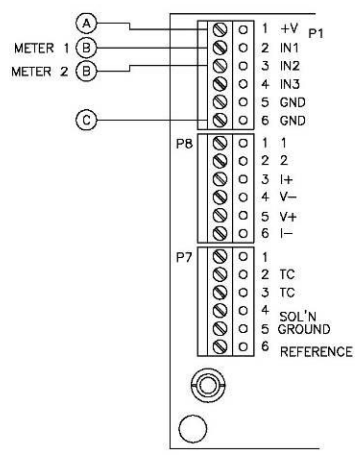 A 1 +V P1
METER 1 B 2 IN1
METER 2 B 3 IN2
4 IN3
5 GND
C 6 GND
P8 1 1
2 2
3 I+
4 V−
5 V+
6 I−
P7 1
2 TC
3 TC
4 SOL'N
5 GROUND
6 REFERENCE